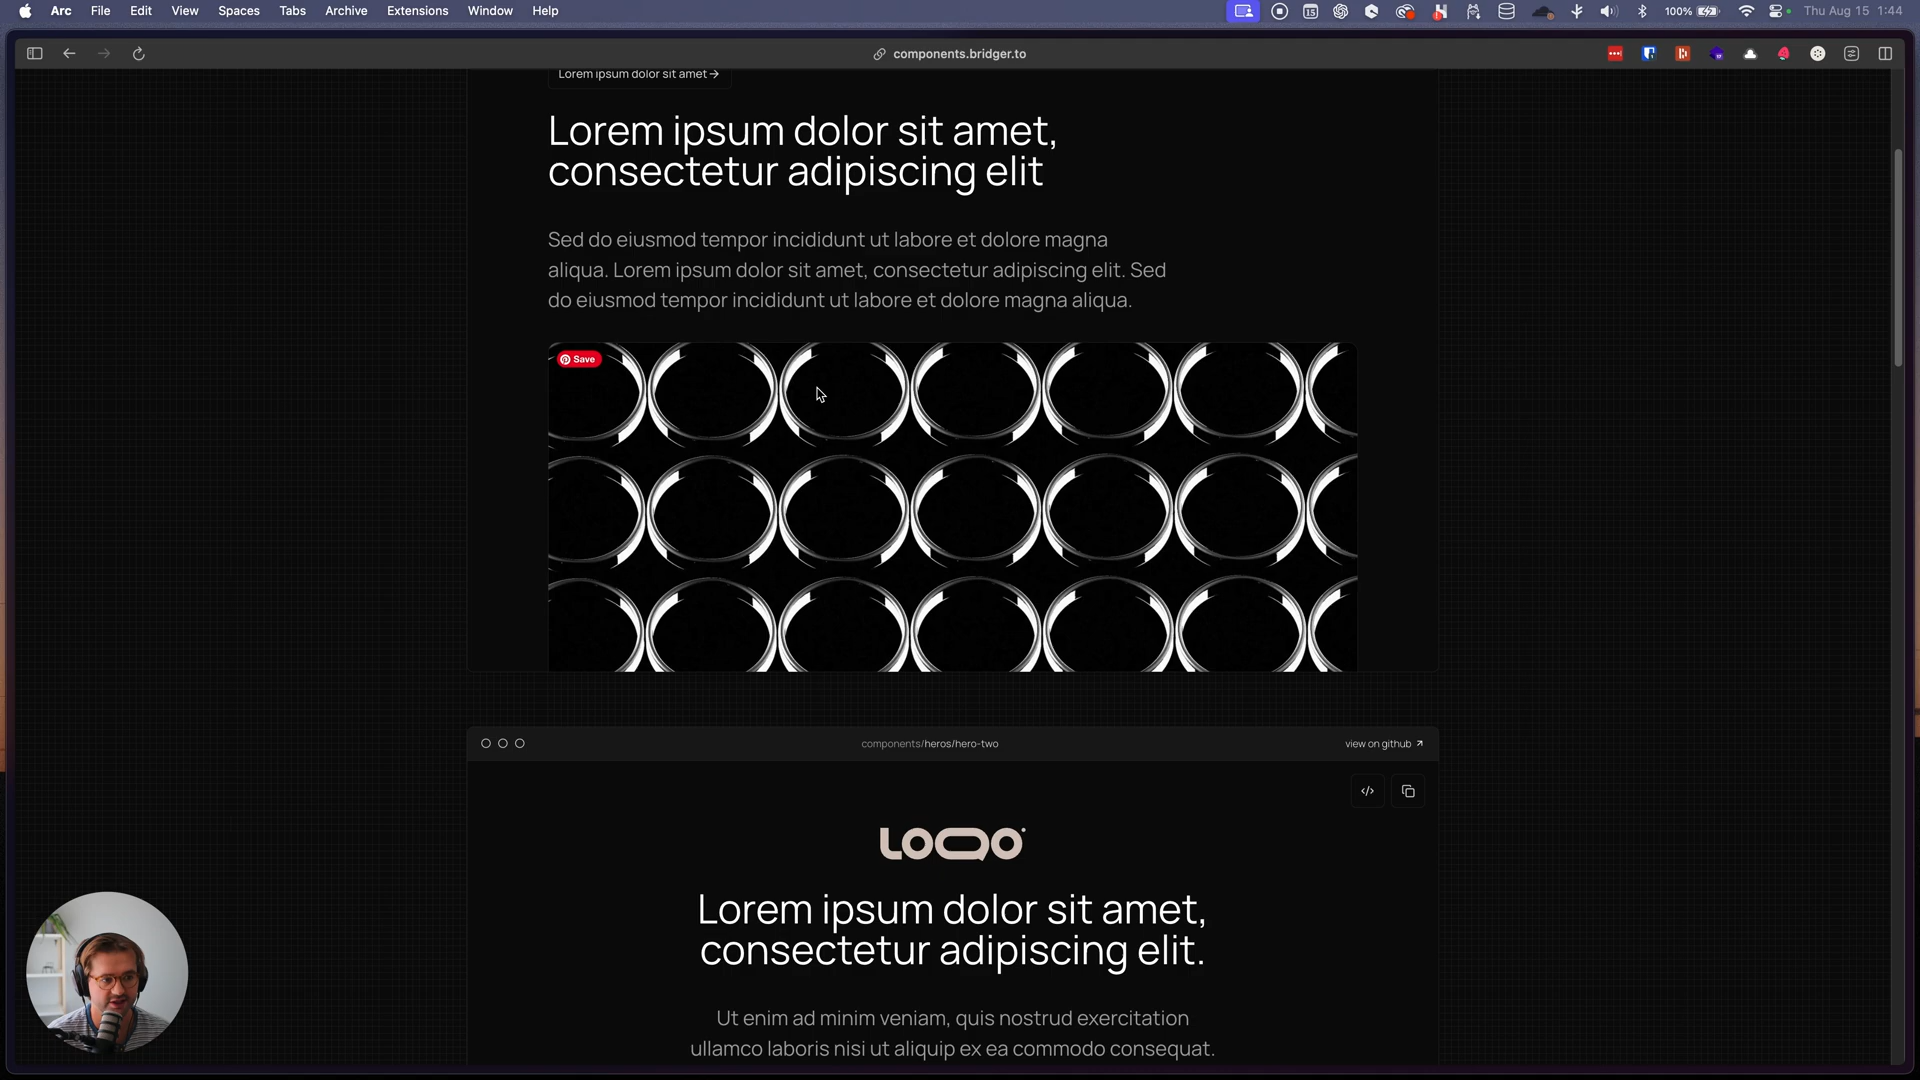 Arc File Edit View Spaces Tabs Archive Extensions Window Help 15 100% Thu Aug 15 1:44
components.bridger.to
Lorem ipsum dolor sit amet →
Lorem ipsum dolor sit amet,
consectetur adipiscing elit
Sed do eiusmod tempor incididunt ut labore et dolore magna
aliqua. Lorem ipsum dolor sit amet, consectetur adipiscing elit. Sed
do eiusmod tempor incididunt ut labore et dolore magna aliqua.
Save
components/heros/hero-two view on github ↗
LOGO
Lorem ipsum dolor sit amet,
consectetur adipiscing elit.
Ut enim ad minim veniam, quis nostrud exercitation
ullamco laboris nisi ut aliquip ex ea commodo consequat.